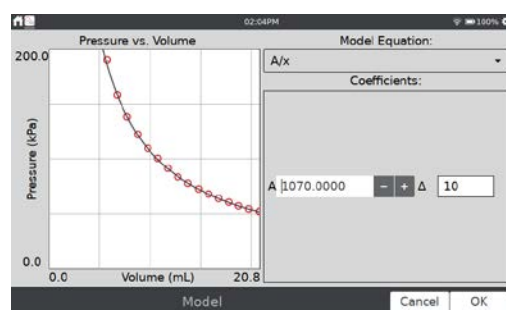 02:04PM
100%
Pressure vs. Volume
200.0
Pressure (kPa)
0.0
0.0
Volume (mL)
20.8
Model Equation:
A/x
Coefficients:
A 1070.0000 - + Δ 10
Model
Cancel
OK